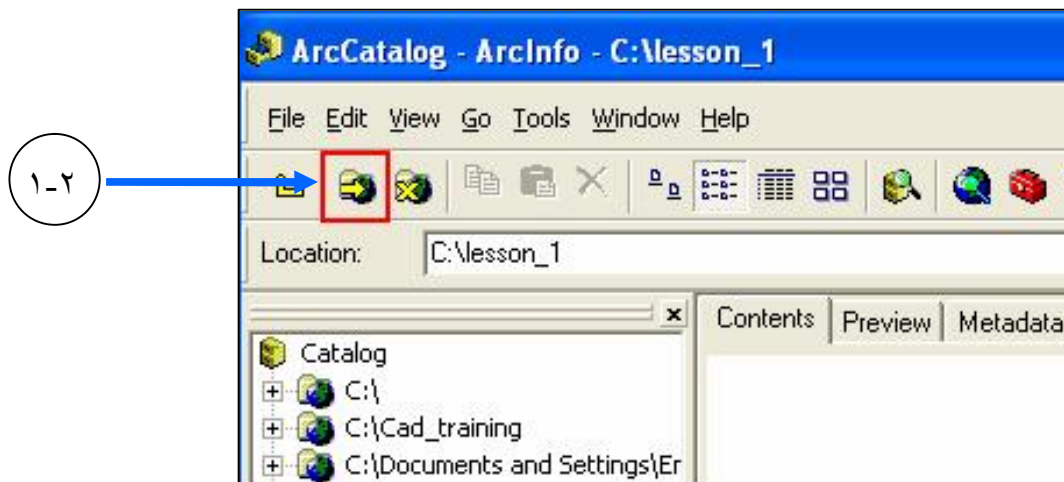 ArcCatalog - ArcInfo - C:\lesson_1
File Edit View Go Tools Window Help
١-٢
Location: C:\lesson_1
Contents Preview Metadata
Catalog
C:\
C:\Cad_training
C:\Documents and Settings\Er